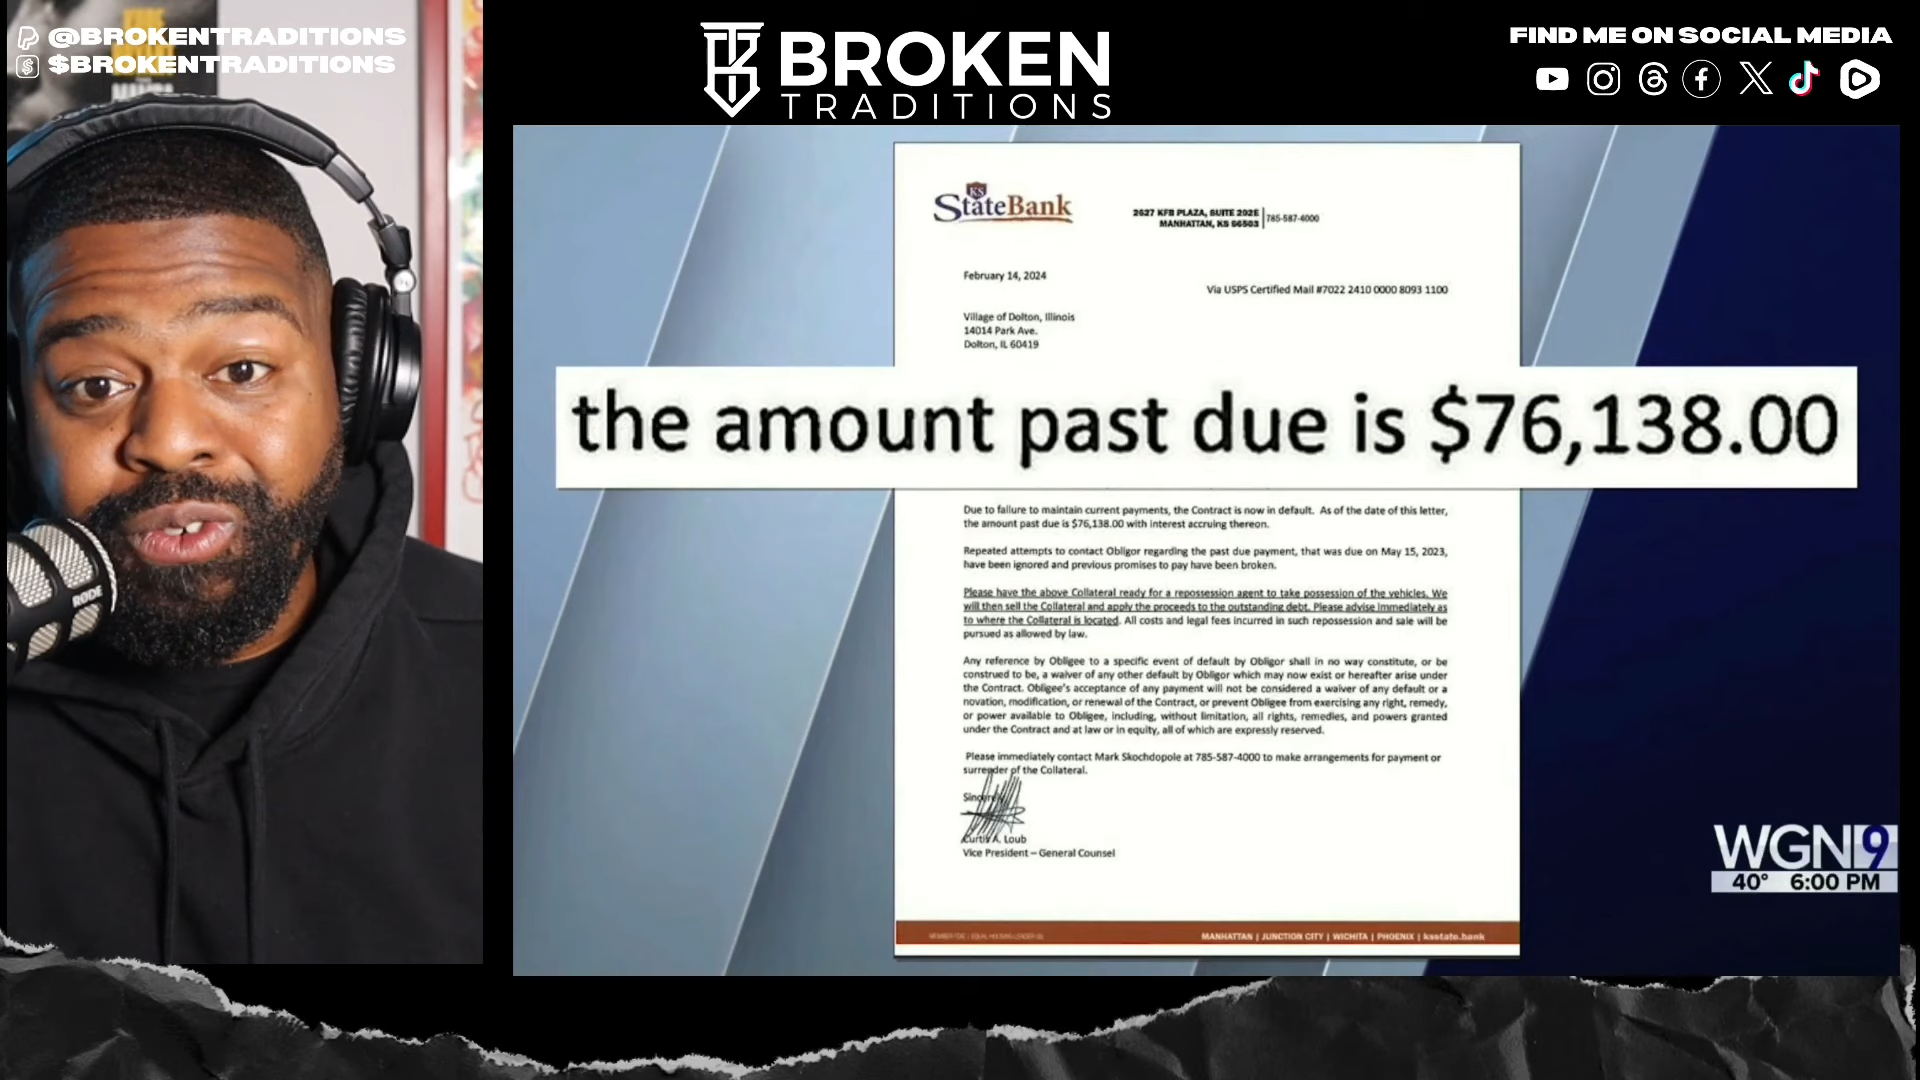 @BROKENTRADITIONS
$BROKENTRADITIONS
BROKEN
TRADITIONS
FIND ME ON SOCIAL MEDIA
KS
StateBank
2627 KFB PLAZA, SUITE 202E
MANHATTAN, KS 66503
785-587-4000
February 14, 2024
Via USPS Certified Mail #7022 2410 0000 8093 1100
Village of Dolton, Illinois
14014 Park Ave.
Dolton, IL 60419
the amount past due is $76,138.00
Due to failure to maintain current payments, the Contract is now in default. As of the date of this letter,
the amount past due is $76,138.00 with interest accruing thereon.
Repeated attempts to contact Obligor regarding the past due payment, that was due on May 15, 2023,
have been ignored and previous promises to pay have been broken.
Please have the above Collateral ready for a repossession agent to take possession of the vehicles. We
will then sell the Collateral and apply the proceeds to the outstanding debt. Please advise immediately as
to where the Collateral is located. All costs and legal fees incurred in such repossession and sale will be
pursued as allowed by law.
Any reference by Obligee to a specific event of default by Obligor shall in no way constitute, or be
construed to be, a waiver of any other default by Obligor which may now exist or hereafter arise under
the Contract. Obligee's acceptance of any payment will not be considered a waiver of any default or a
novation, modification, or renewal of the Contract, or prevent Obligee from exercising any right, remedy,
or power available to Obligee, including, without limitation, all rights, remedies, and powers granted
under the Contract and at law or in equity, all of which are expressly reserved.
Please immediately contact Mark Skochdopole at 785-587-4000 to make arrangements for payment or
surrender of the Collateral.
Sincerely
Curtis A. Loub
Vice President – General Counsel
MANHATTAN | JUNCTION CITY | WICHITA | PHOENIX | ksstate.bank
WGN9
40° 6:00 PM
RODE